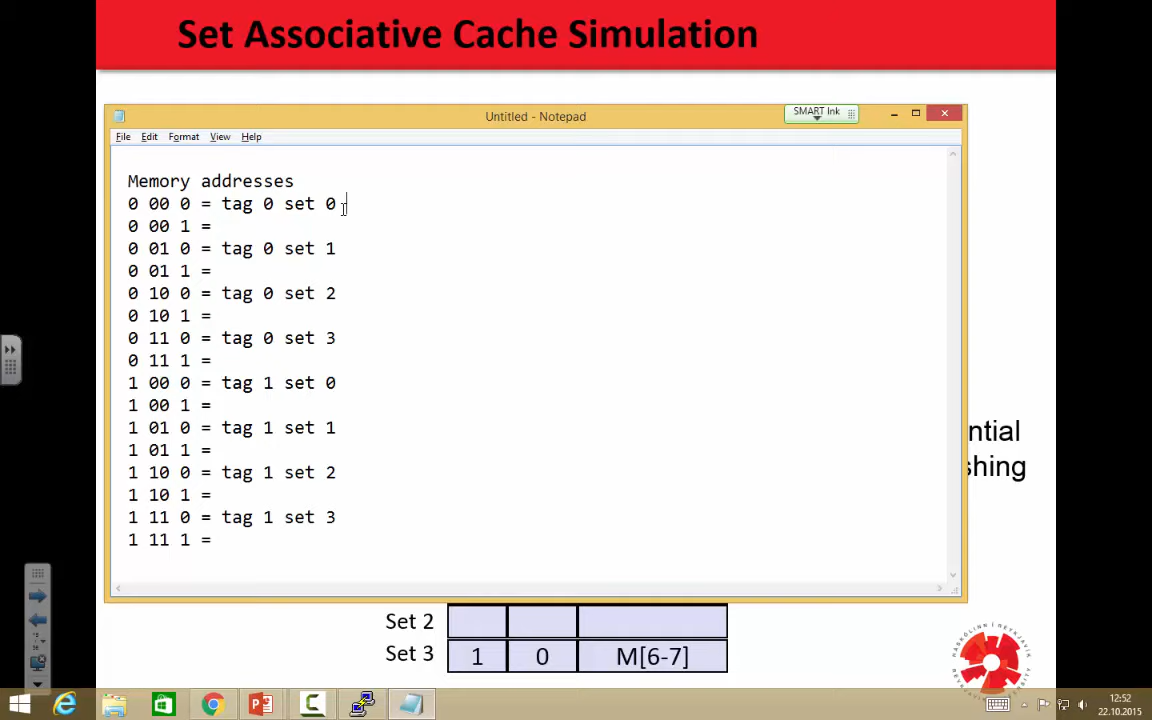 Set Associative Cache Simulation
Untitled - Notepad
SMART Ink
File Edit Format View Help
Memory addresses
0 00 0 = tag 0 set 0
0 00 1 =
0 01 0 = tag 0 set 1
0 01 1 =
0 10 0 = tag 0 set 2
0 10 1 =
0 11 0 = tag 0 set 3
0 11 1 =
1 00 0 = tag 1 set 0
1 00 1 =
1 01 0 = tag 1 set 1
1 01 1 =
1 10 0 = tag 1 set 2
1 10 1 =
1 11 0 = tag 1 set 3
1 11 1 =
ntial
shing
Set 2
Set 3 1 0 M[6-7]
HÁSKÓLINN Í REYKJAVÍK
12:52
22.10.2015